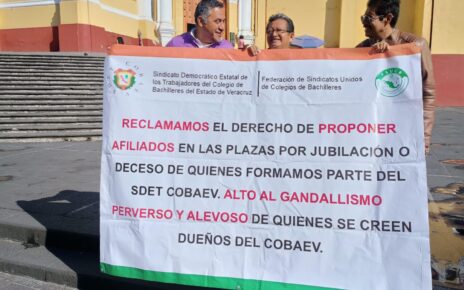 Sindicato Democrático Estatal de
los Trabajadores del Colegio de
Bachilleres del Estado de Veracruz
Federación de Sindicatos Unidos
de Colegios de Bachilleres
RECLAMAMOS EL DERECHO DE PROPONER
AFILIADOS EN LAS PLAZAS POR JUBILACIÓN O
DECESO DE QUIENES FORMAMOS PARTE DEL
SDET COBAEV. ALTO AL GANDALLISMO
PERVERSO Y ALEVOSO DE QUIENES SE CREEN
DUEÑOS DEL COBAEV.